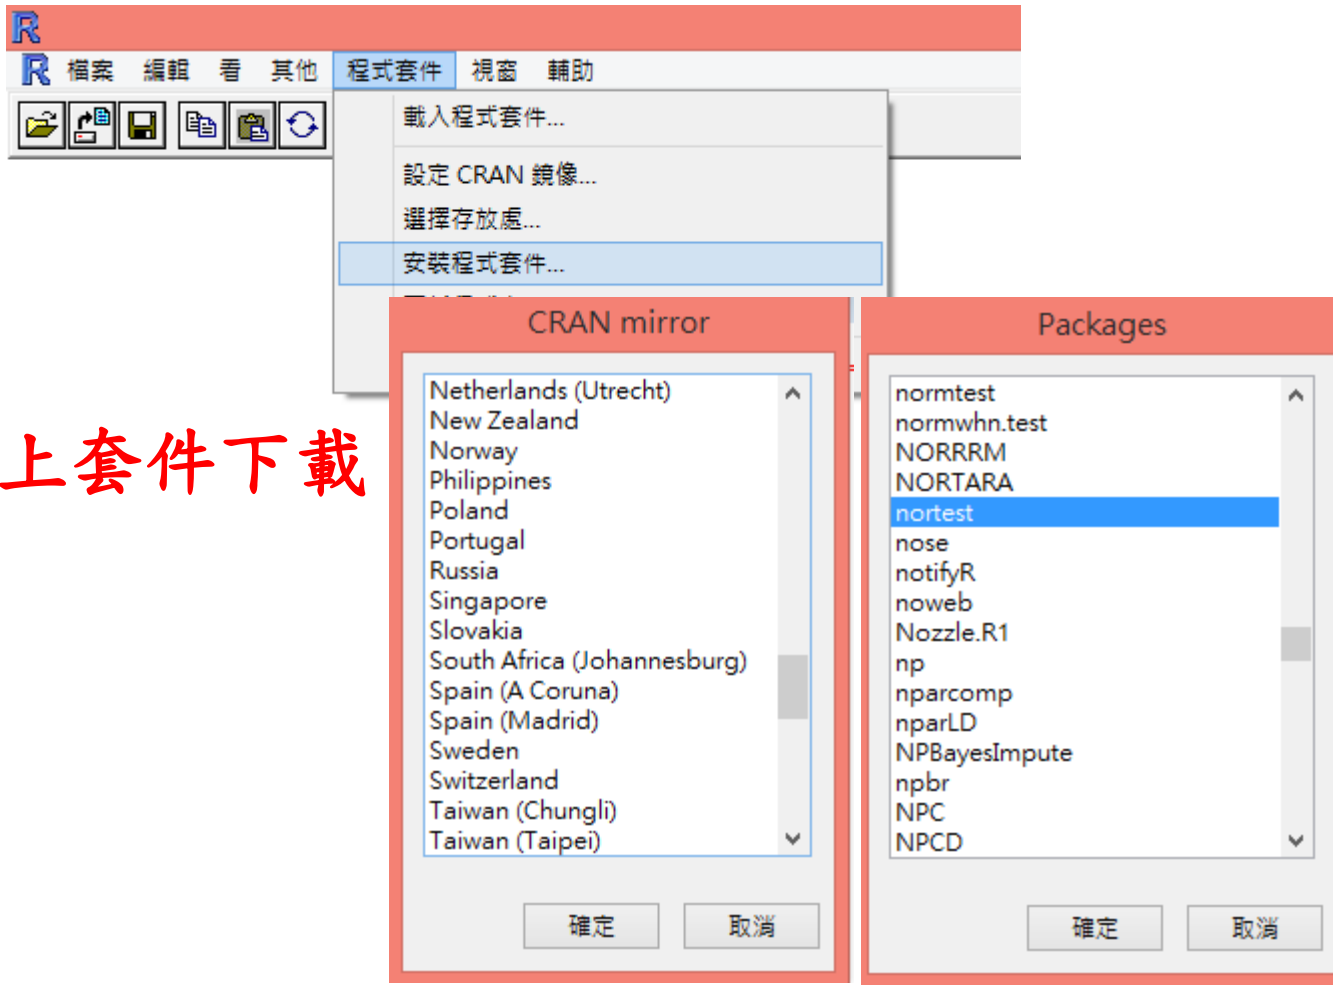 檔案 編輯 看 其他 程式套件 視窗 輔助
載入程式套件...
設定 CRAN 鏡像...
選擇存放處...
安裝程式套件...
上套件下載
CRAN mirror
Netherlands (Utrecht)
New Zealand
Norway
Philippines
Poland
Portugal
Russia
Singapore
Slovakia
South Africa (Johannesburg)
Spain (A Coruna)
Spain (Madrid)
Sweden
Switzerland
Taiwan (Chungli)
Taiwan (Taipei)
確定 取消
Packages
normtest
normwhn.test
NORRRM
NORTARA
nortest
nose
notifyR
noweb
Nozzle.R1
np
nparcomp
nparLD
NPBayesImpute
npbr
NPC
NPCD
確定 取消